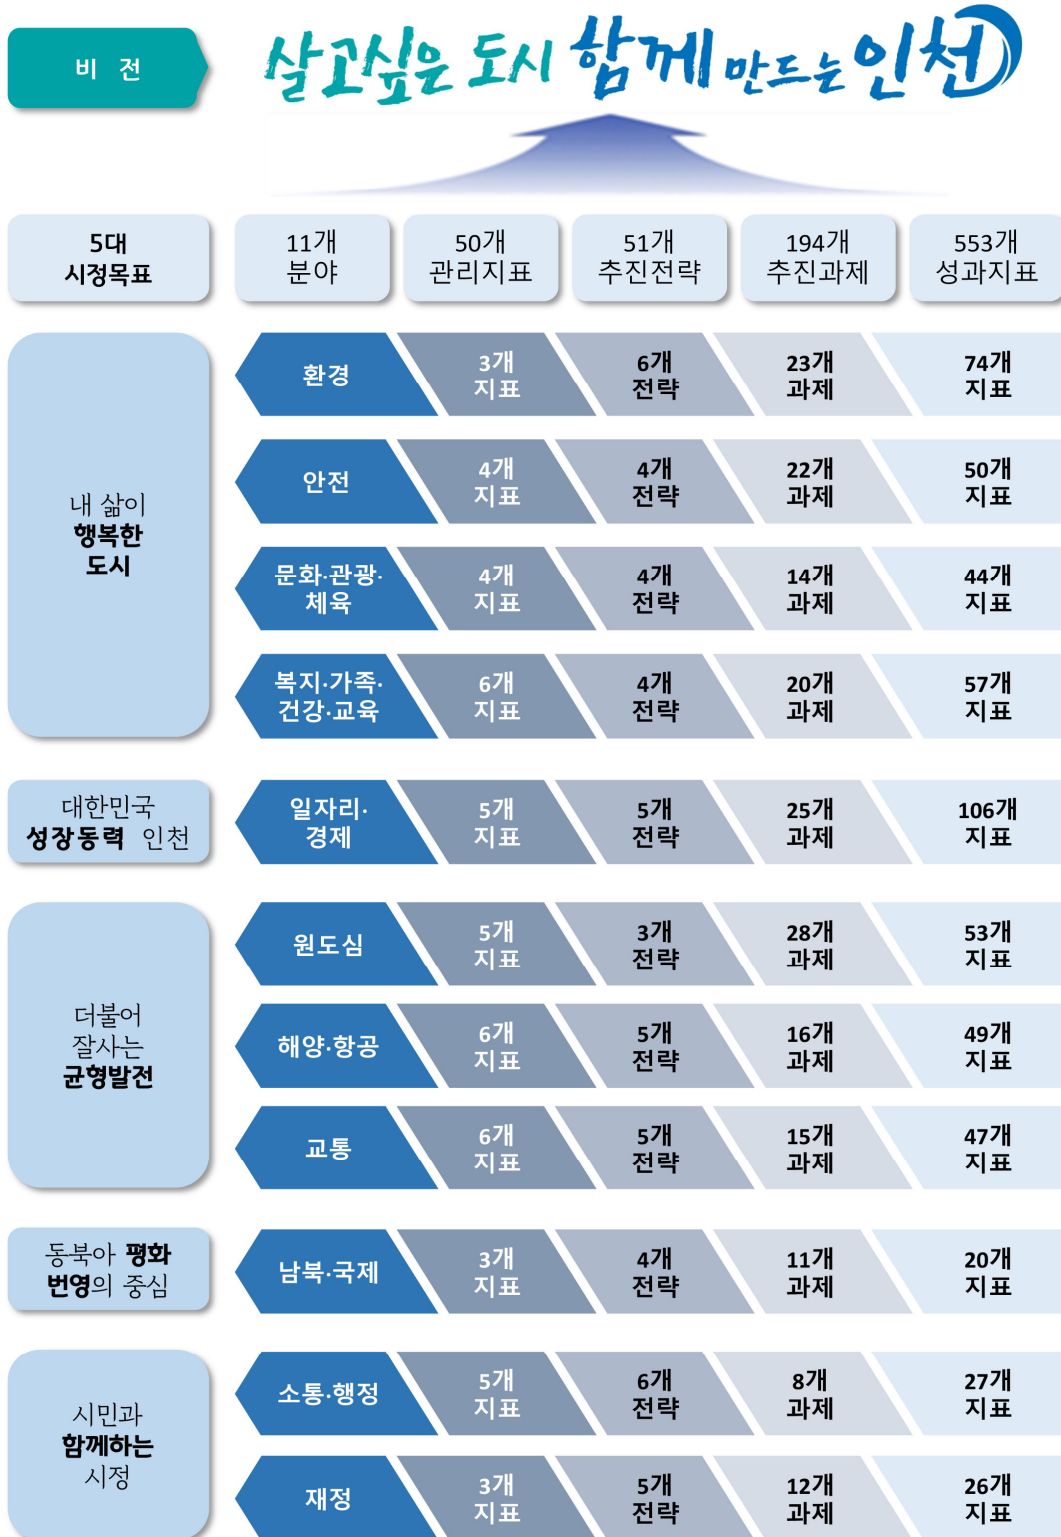 비 전
살고싶은 도시 함께 만드는 인천
5대
시정목표
11개
분야
50개
관리지표
51개
추진전략
194개
추진과제
553개
성과지표
내 삶이
행복한
도시
환경
3개
지표
6개
전략
23개
과제
74개
지표
안전
4개
지표
4개
전략
22개
과제
50개
지표
문화·관광·
체육
4개
지표
4개
전략
14개
과제
44개
지표
복지·가족·
건강·교육
6개
지표
4개
전략
20개
과제
57개
지표
대한민국
성장동력 인천
일자리·
경제
5개
지표
5개
전략
25개
과제
106개
지표
더불어
잘사는
균형발전
원도심
5개
지표
3개
전략
28개
과제
53개
지표
해양·항공
6개
지표
5개
전략
16개
과제
49개
지표
교통
6개
지표
5개
전략
15개
과제
47개
지표
동북아 평화
번영의 중심
남북·국제
3개
지표
4개
전략
11개
과제
20개
지표
시민과
함께하는
시정
소통·행정
5개
지표
6개
전략
8개
과제
27개
지표
재정
3개
지표
5개
전략
12개
과제
26개
지표